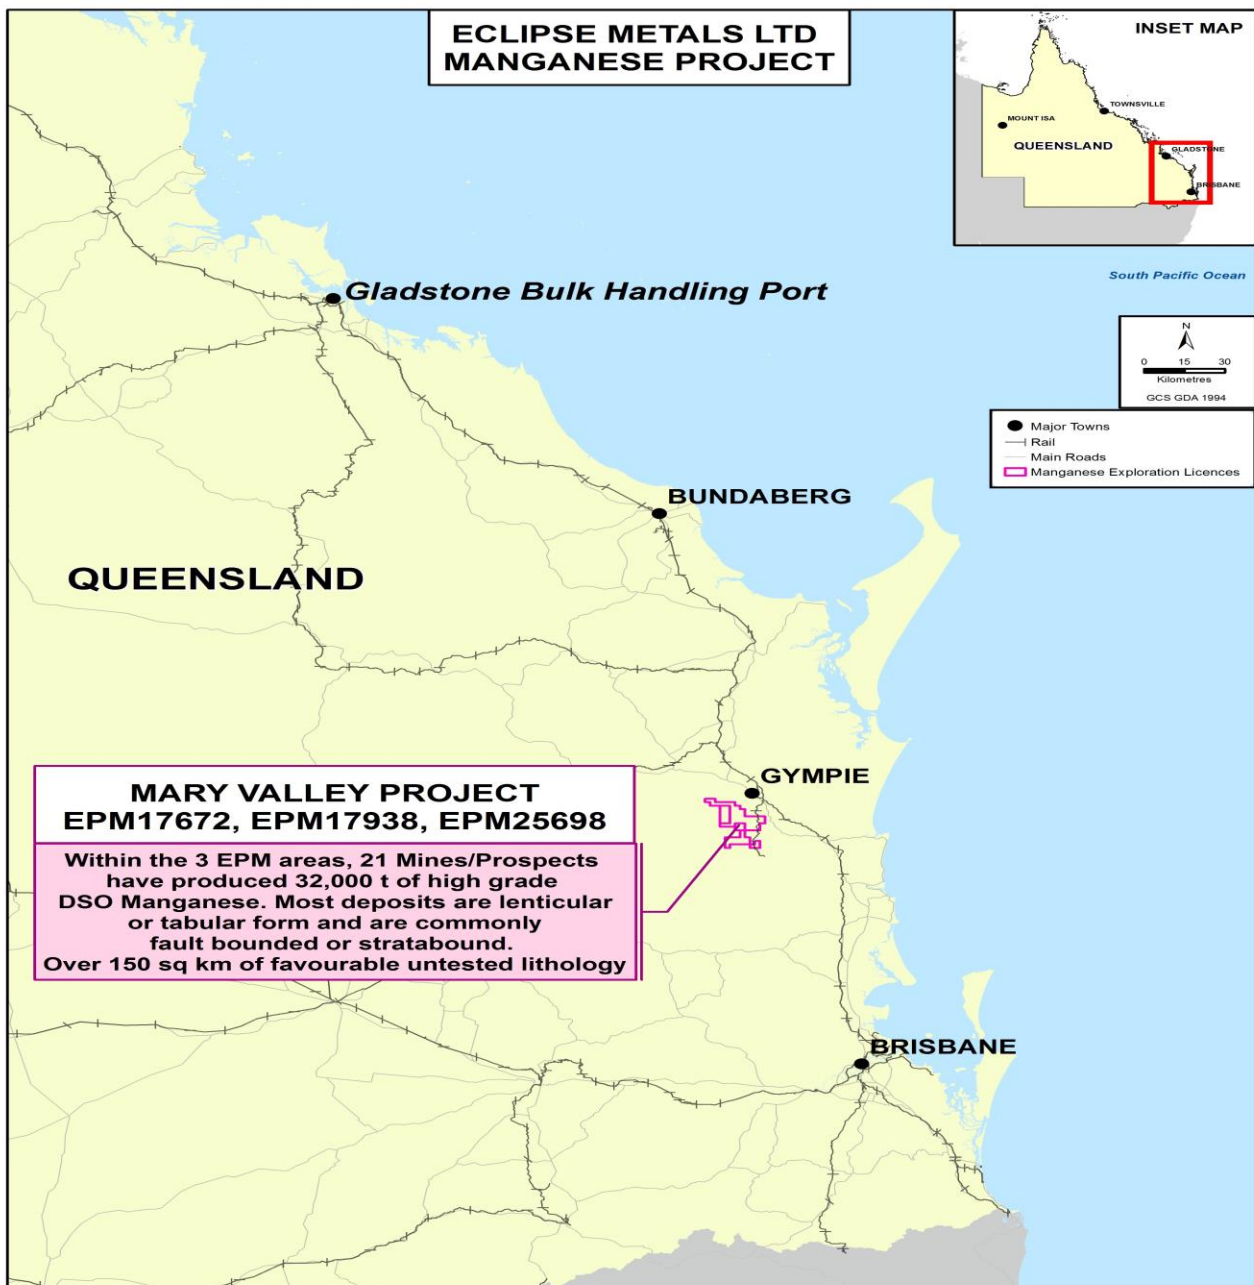 ECLIPSE METALS LTD
MANGANESE PROJECT
INSET MAP
TOWNSVILLE
MOUNT ISA
QUEENSLAND
GLADSTONE
BRISBANE
South Pacific Ocean
N
0 15 30
Kilometres
GCS GDA 1994
Major Towns
Rail
Main Roads
Manganese Exploration Licences
Gladstone Bulk Handling Port
BUNDABERG
QUEENSLAND
GYMPIE
MARY VALLEY PROJECT
EPM17672, EPM17938, EPM25698
Within the 3 EPM areas, 21 Mines/Prospects
have produced 32,000 t of high grade
DSO Manganese. Most deposits are lenticular
or tabular form and are commonly
fault bounded or stratabound.
Over 150 sq km of favourable untested lithology
BRISBANE